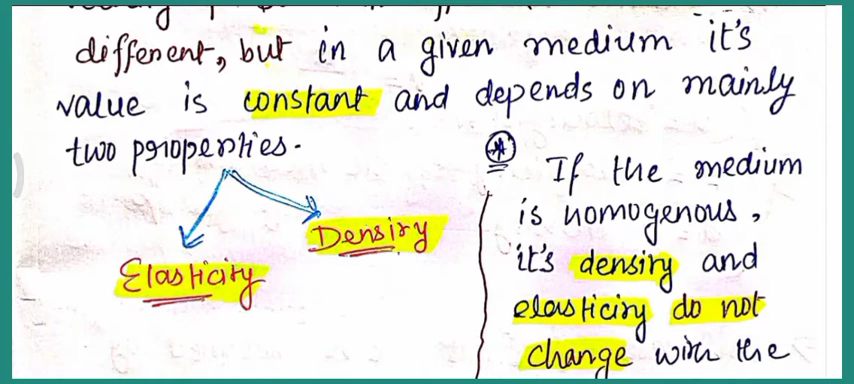 different, but in a given medium it's
value is constant and depends on mainly
two properties.
Elasticity
Density
If the medium
is homogenous,
it's density and
elasticity do not
change with the